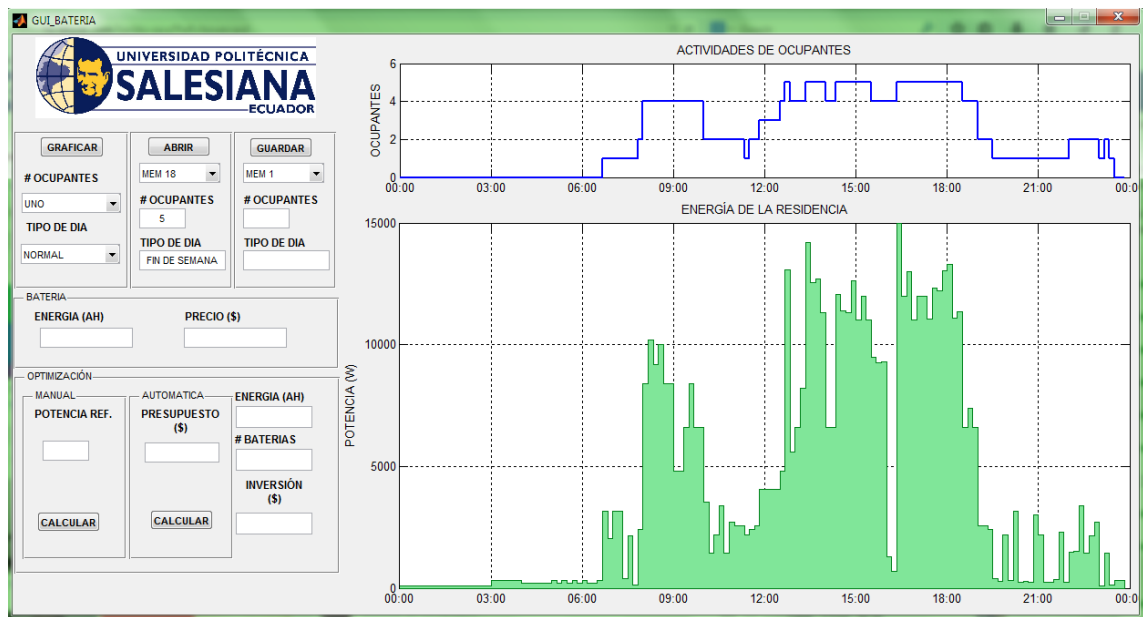 GUI_BATERIA
UNIVERSIDAD POLITÉCNICA
SALESIANA
ECUADOR
GRAFICAR
# OCUPANTES
UNO
TIPO DE DIA
NORMAL
ABRIR
MEM 18
# OCUPANTES
5
TIPO DE DIA
FIN DE SEMANA
GUARDAR
MEM 1
# OCUPANTES
TIPO DE DIA
BATERIA
ENERGIA (AH)
PRECIO ($)
OPTIMIZACIÓN
MANUAL
POTENCIA REF.
CALCULAR
AUTOMATICA
PRESUPUESTO
($)
CALCULAR
ENERGIA (AH)
# BATERIAS
INVERSIÓN
($)
ACTIVIDADES DE OCUPANTES
OCUPANTES
6
4
2
0
00:00 03:00 06:00 09:00 12:00 15:00 18:00 21:00 00:0
ENERGÍA DE LA RESIDENCIA
POTENCIA (W)
15000
10000
5000
0
00:00 03:00 06:00 09:00 12:00 15:00 18:00 21:00 00:0